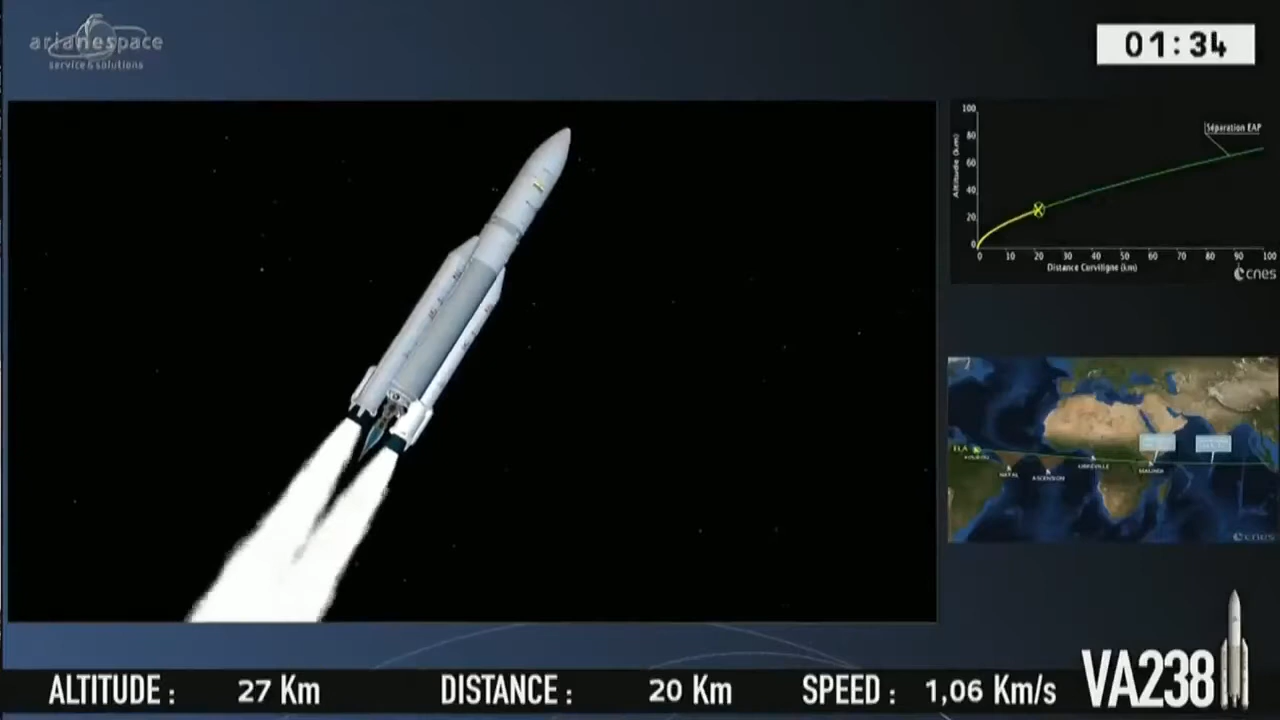 arianespace
service & solutions
01:34
100
80
60
40
20
0
Altitude (km)
Séparation EAP
0 10 20 30 40 50 60 70 80 90 100
Distance Curviligne (km)
cnes
KOUROU
NATAL
ASCENSION
LIBREVILLE
MALINDI
cnes
VA238
ALTITUDE : 27 Km DISTANCE : 20 Km SPEED : 1,06 Km/s